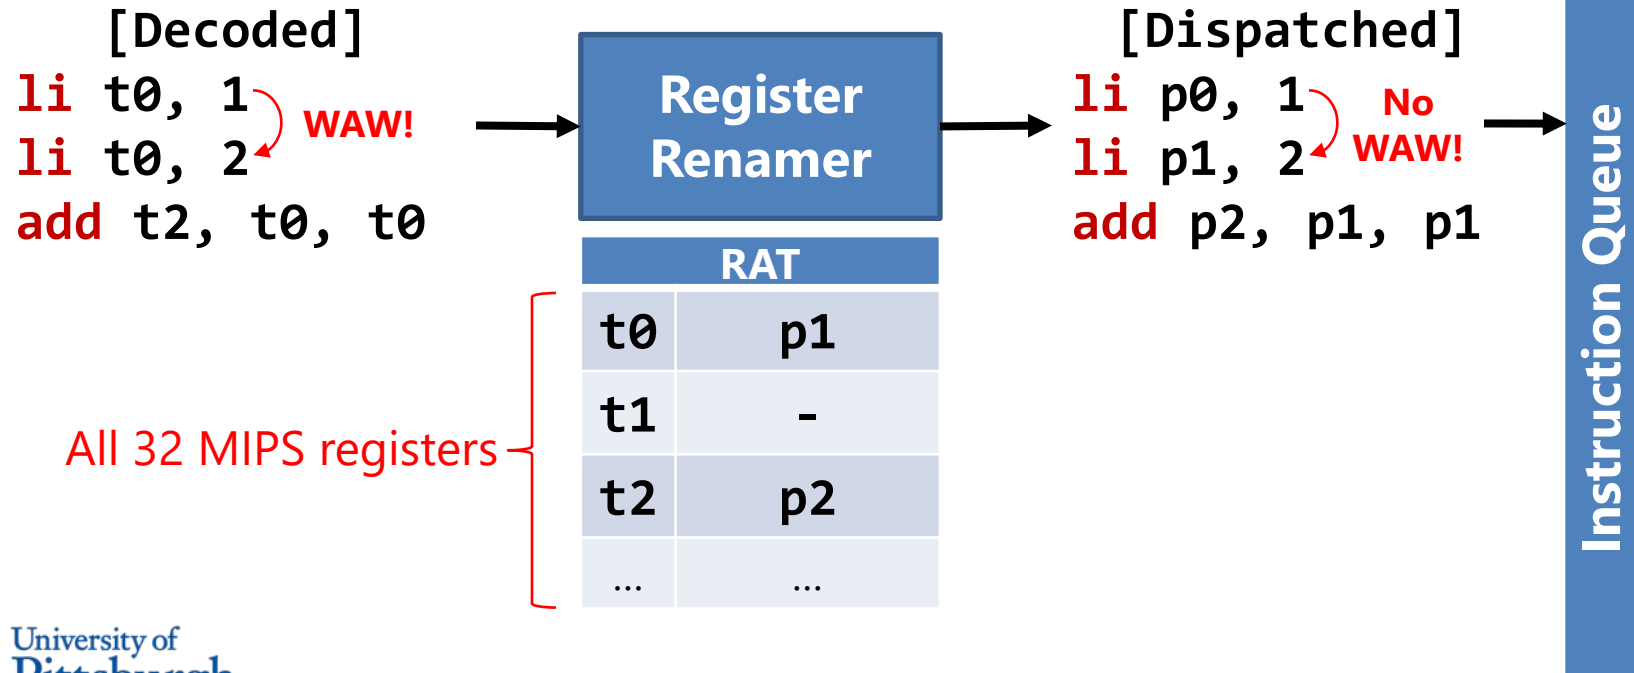 [Decoded]
li t0, 1
li t0, 2
add t2, t0, t0
WAW!
Register
Renamer
RAT
t0 p1
t1 -
t2 p2
... ...
All 32 MIPS registers
[Dispatched]
li p0, 1
li p1, 2
add p2, p1, p1
No
WAW!
Instruction Queue
University of
Pittsburgh